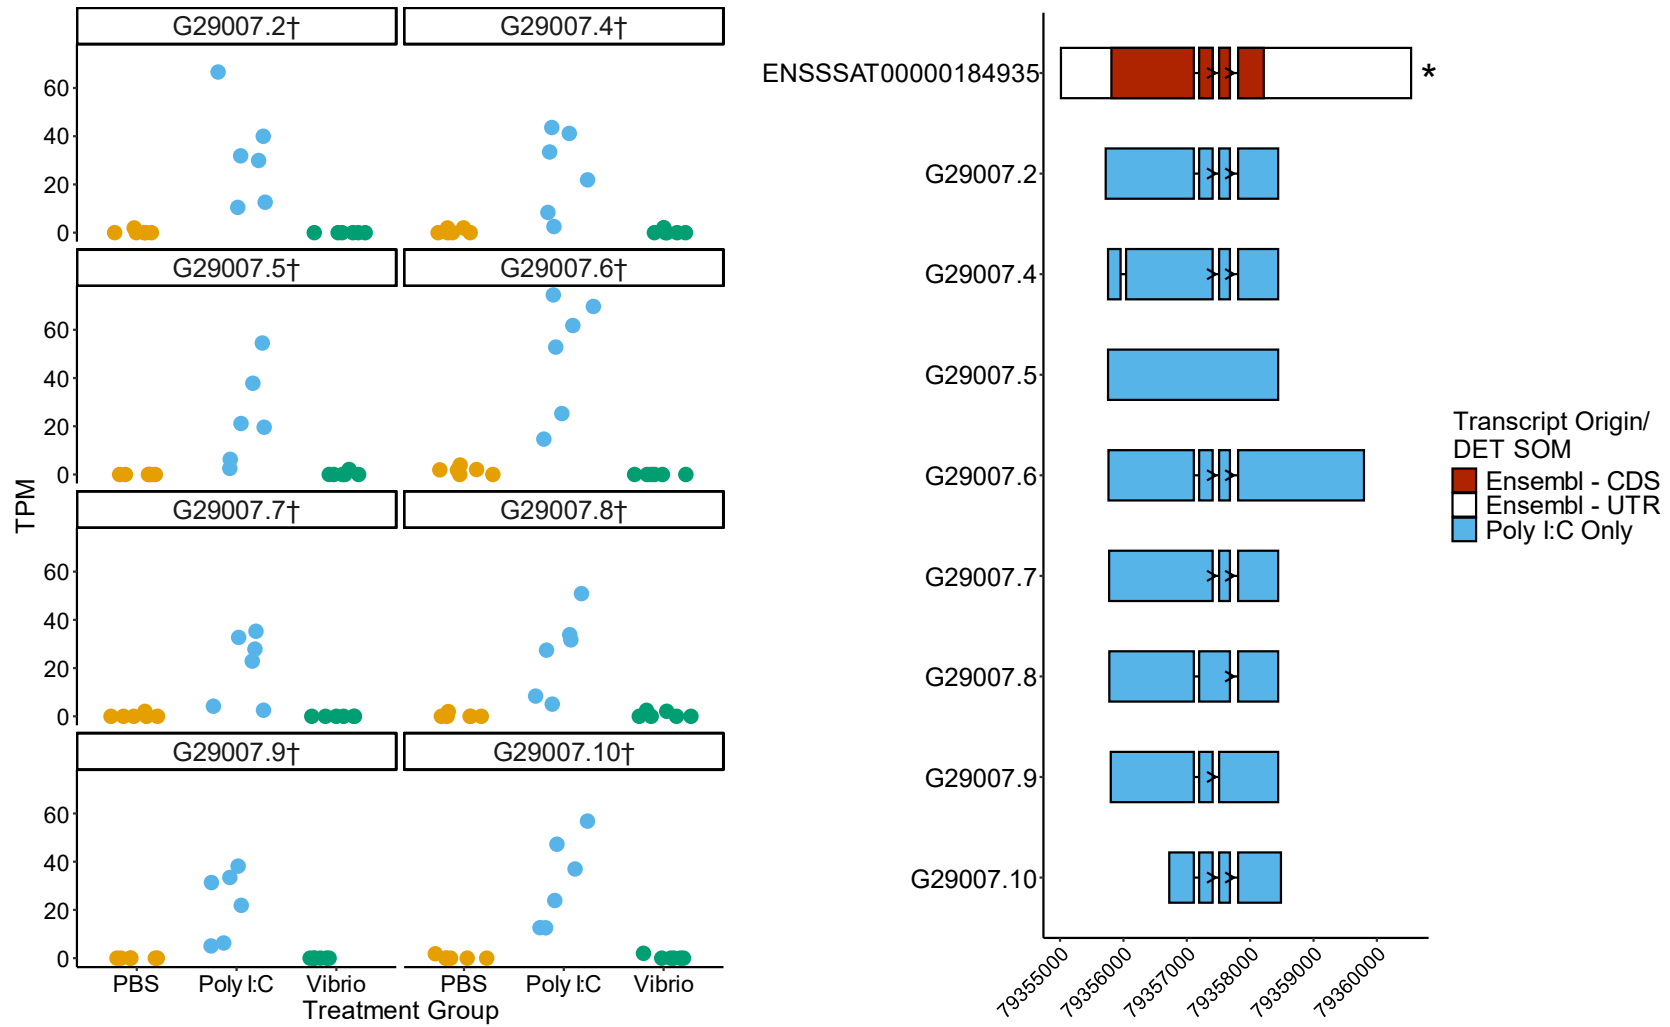 G29007.2†
G29007.4†
60
40
20
0
G29007.5†
G29007.6†
60
40
20
0
G29007.7†
G29007.8†
60
40
20
0
G29007.9†
G29007.10†
60
40
20
0
TPM
PBS
Poly I:C
Vibrio
PBS
Poly I:C
Vibrio
Treatment Group
ENSSSAT00000184935
*
G29007.2
G29007.4
G29007.5
G29007.6
G29007.7
G29007.8
G29007.9
G29007.10
79355000
79356000
79357000
79358000
79359000
79360000
Transcript Origin/
DET SOM
Ensembl - CDS
Ensembl - UTR
Poly I:C Only